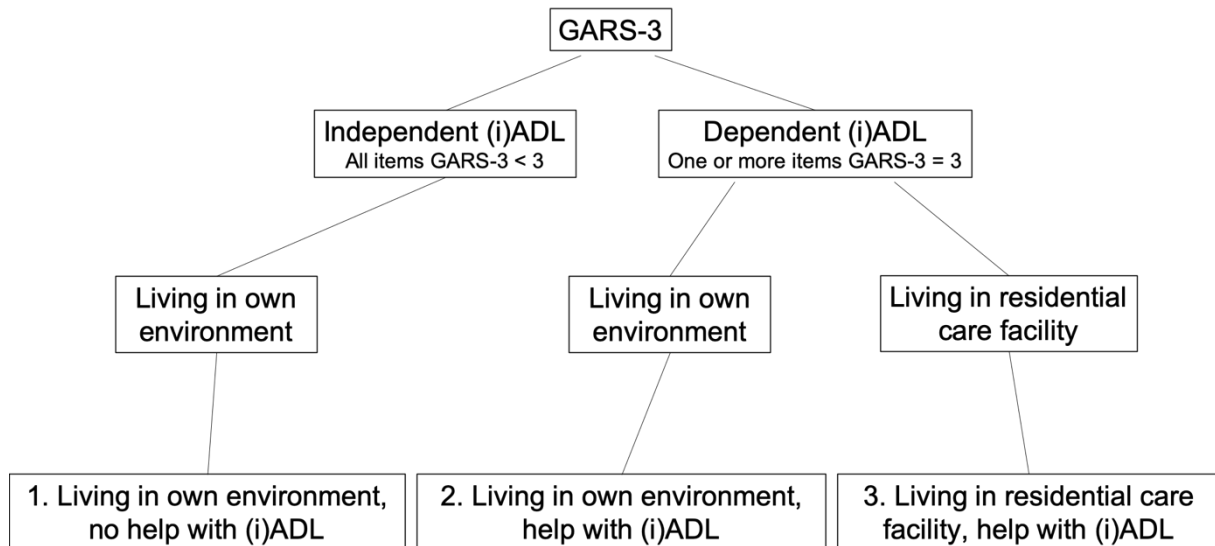 GARS-3
Independent (i)ADL
All items GARS-3 < 3
Dependent (i)ADL
One or more items GARS-3 = 3
Living in own
environment
Living in own
environment
Living in residential
care facility
1. Living in own environment,
no help with (i)ADL
2. Living in own environment,
help with (i)ADL
3. Living in residential care
facility, help with (i)ADL